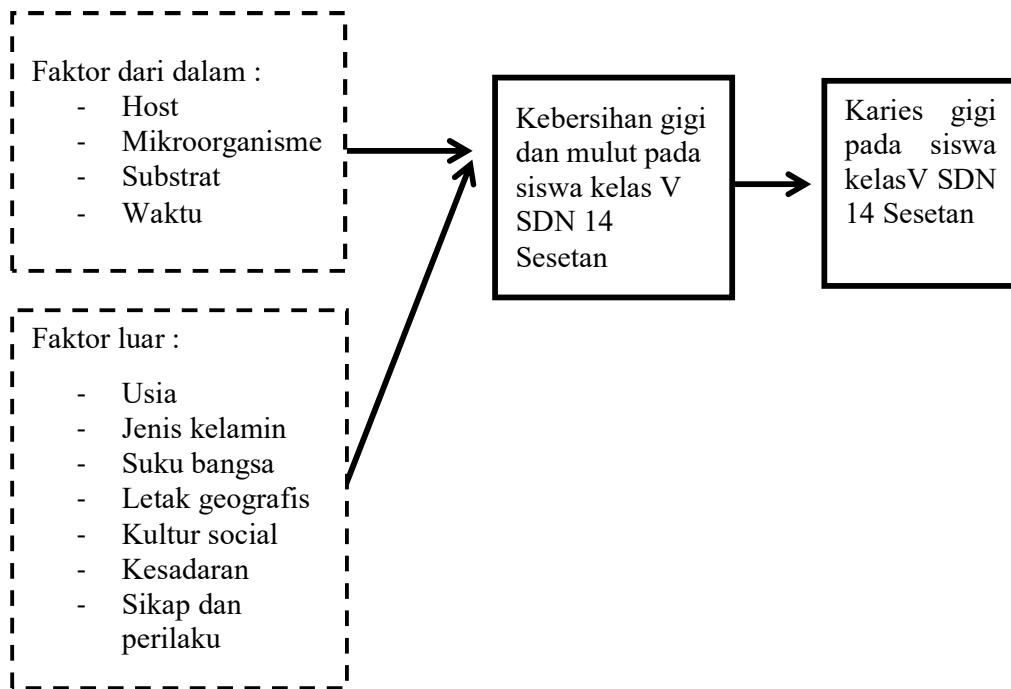 Faktor dari dalam :
- Host
- Mikroorganisme
- Substrat
- Waktu
Kebersihan gigi
dan mulut pada
siswa kelas V
SDN 14
Sesetan
Karies gigi
pada siswa
kelasV SDN
14 Sesetan
Faktor luar :
- Usia
- Jenis kelamin
- Suku bangsa
- Letak geografis
- Kultur social
- Kesadaran
- Sikap dan
perilaku